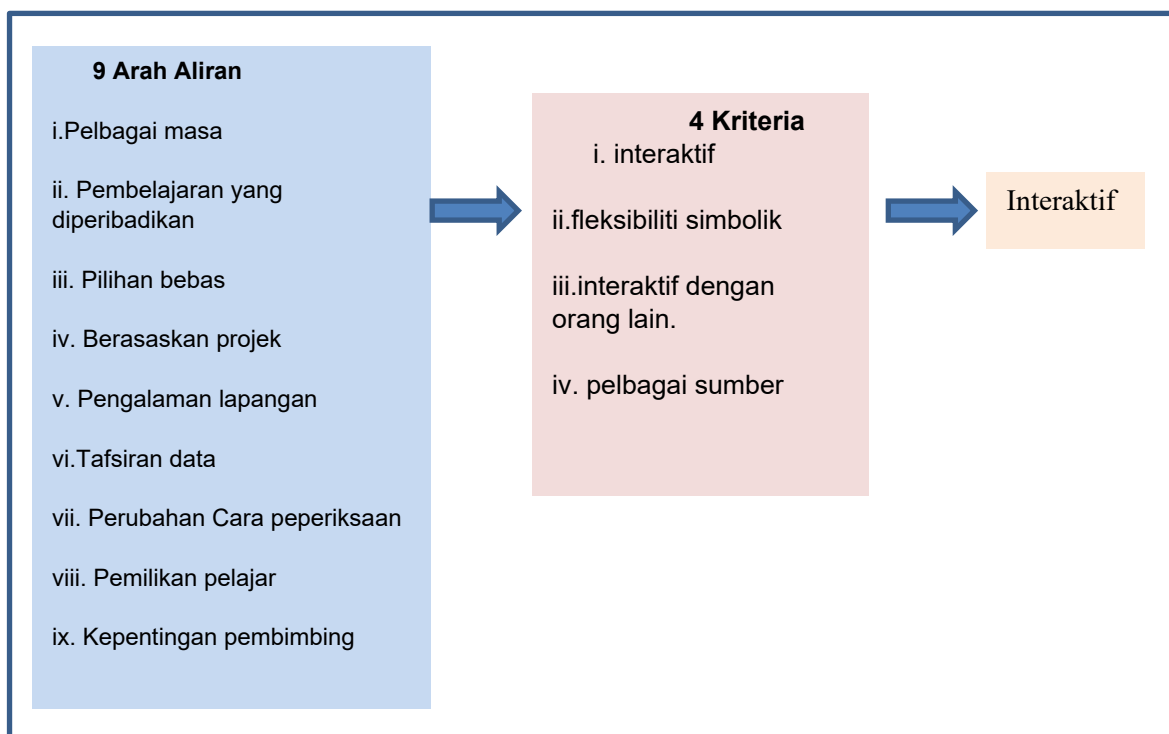 9 Arah Aliran
i.Pelbagai masa
ii. Pembelajaran yang
diperibadikan
iii. Pilihan bebas
iv. Berasaskan projek
v. Pengalaman lapangan
vi.Tafsiran data
vii. Perubahan Cara peperiksaan
viii. Pemilikan pelajar
ix. Kepentingan pembimbing
4 Kriteria
i. interaktif
ii.fleksibiliti simbolik
iii.interaktif dengan
orang lain.
iv. pelbagai sumber
Interaktif